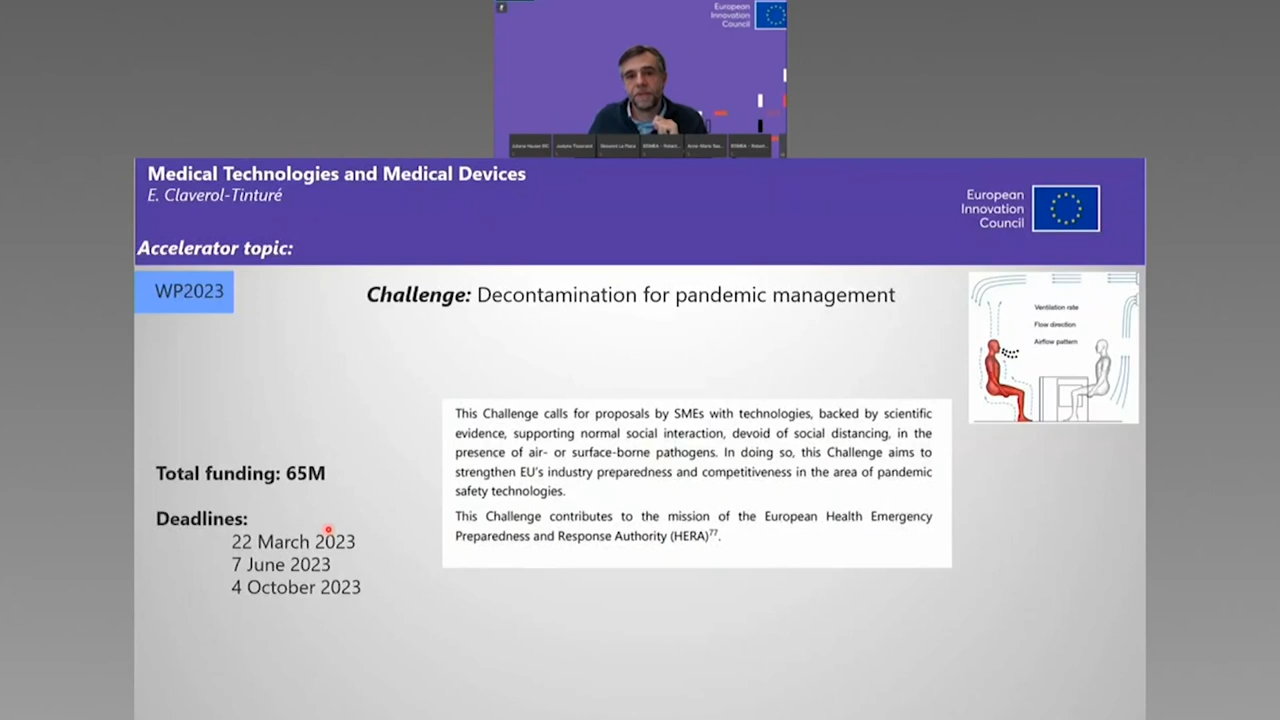 European
Innovation
Council
Medical Technologies and Medical Devices
E. Claverol-Tinturé
European
Innovation
Council
Accelerator topic:
WP2023
Challenge: Decontamination for pandemic management
Ventilation rate
Flow direction
Airflow pattern
This Challenge calls for proposals by SMEs with technologies, backed by scientific
evidence, supporting normal social interaction, devoid of social distancing, in the
presence of air- or surface-borne pathogens. In doing so, this Challenge aims to
strengthen EU's industry preparedness and competitiveness in the area of pandemic
safety technologies.
This Challenge contributes to the mission of the European Health Emergency
Preparedness and Response Authority (HERA)77.
Total funding: 65M
Deadlines:
22 March 2023
7 June 2023
4 October 2023